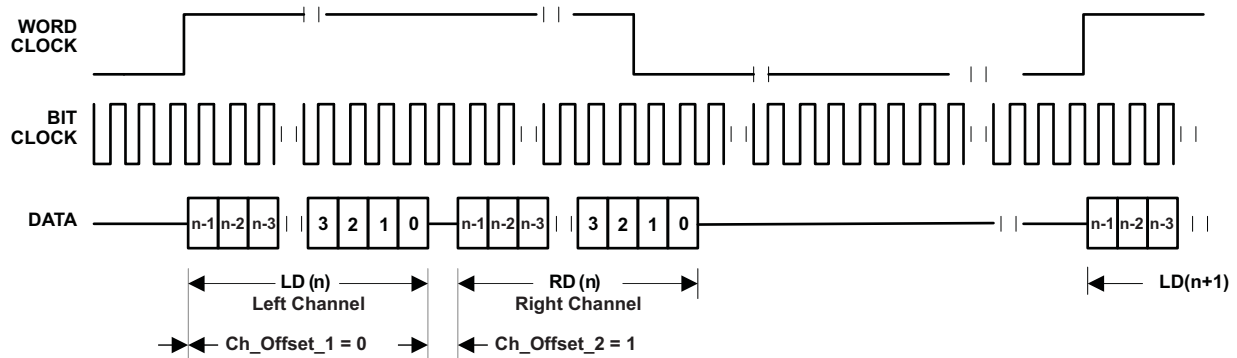 WORD
CLOCK
BIT
CLOCK
DATA
n-1 n-2 n-3 3 2 1 0 n-1 n-2 n-3 3 2 1 0 n-1 n-2 n-3
LD (n) RD (n) LD(n+1)
Left Channel Right Channel
Ch_Offset_1 = 0 Ch_Offset_2 = 1